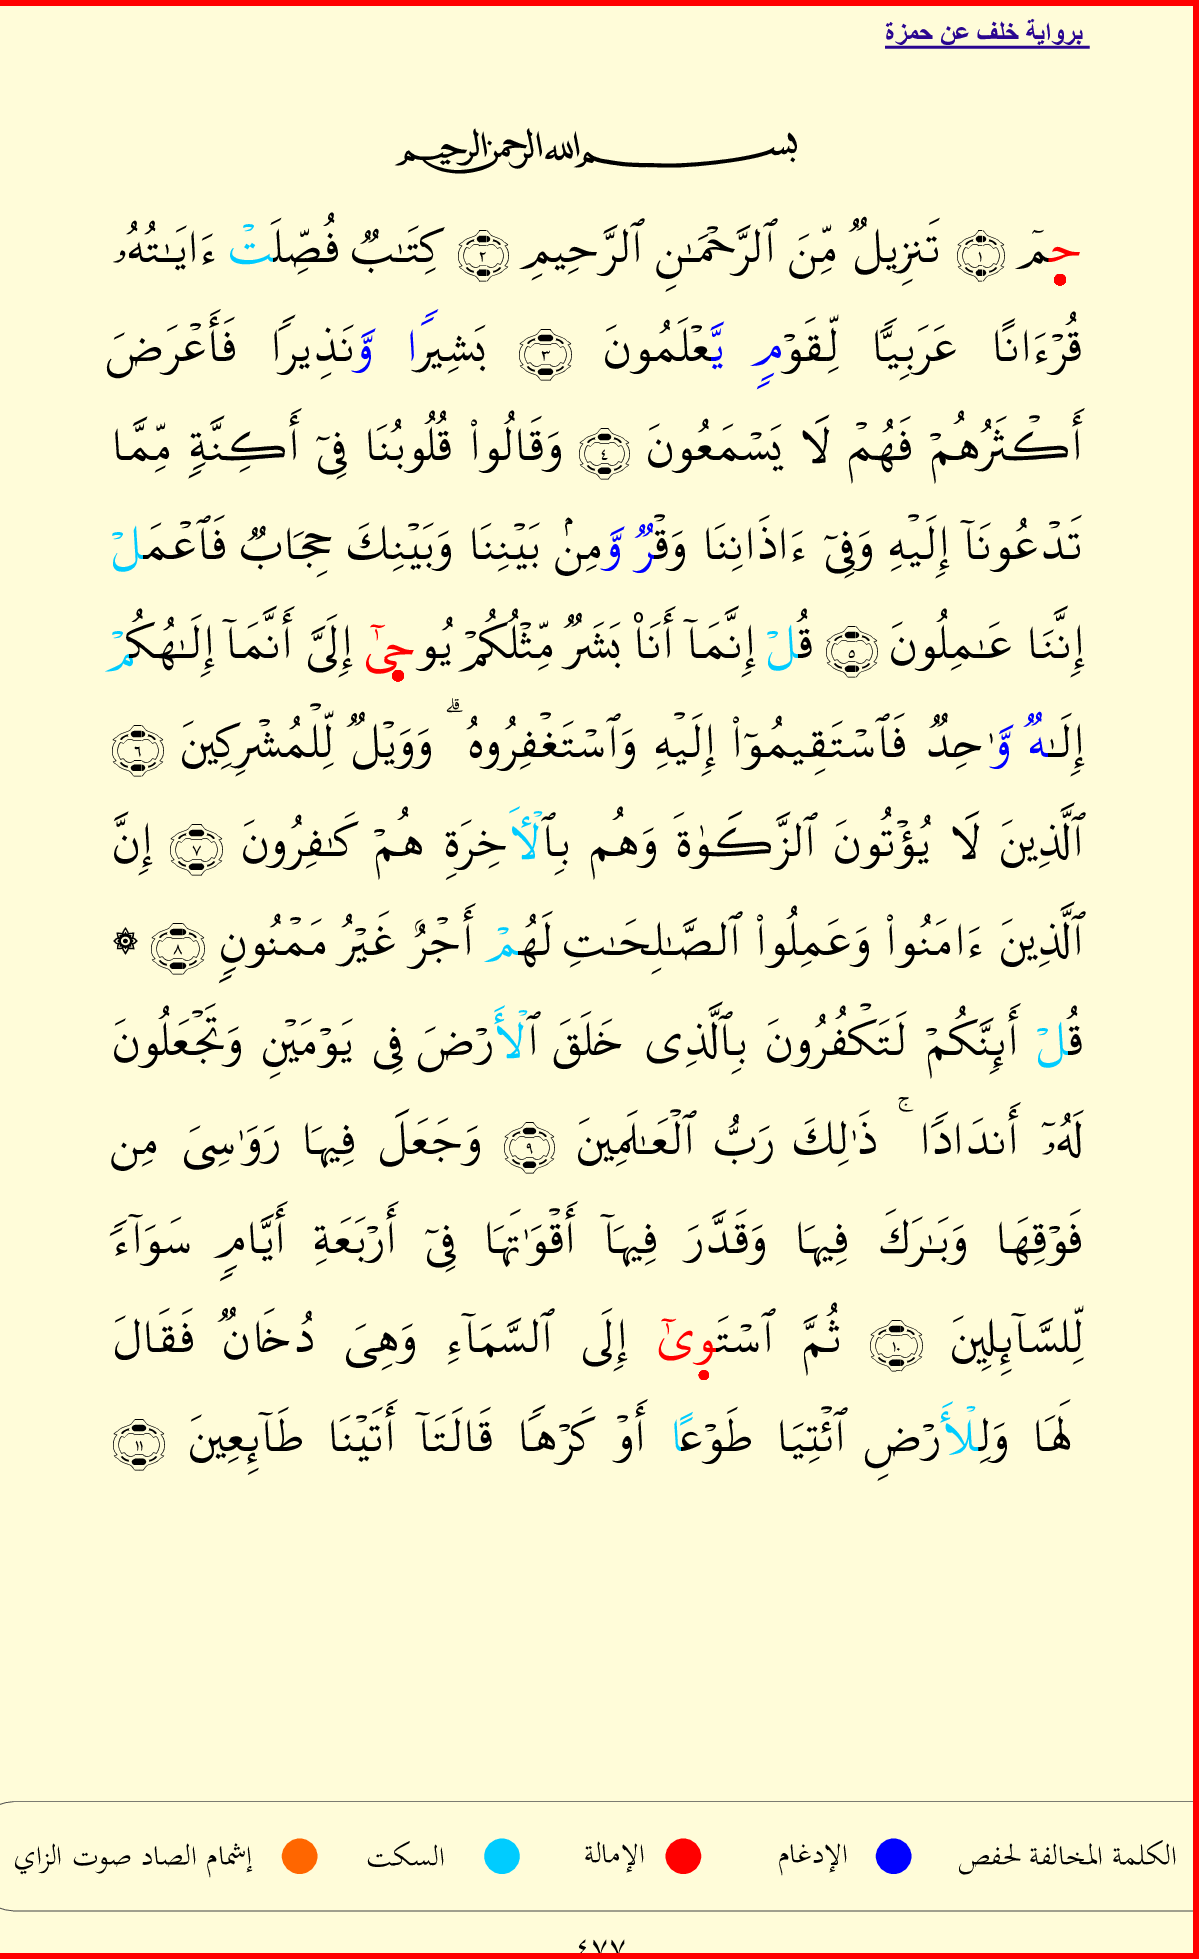 برواية خلف عن حمزة
بسم الله الرحمن الرحيم
حمٓ ١ تَنزِيلٌ مِّنَ ٱلرَّحْمَٰنِ ٱلرَّحِيمِ ٢ كِتَٰبٌ فُصِّلَتْ ءَايَٰتُهُۥ
قُرْءَانًا عَرَبِيًّا لِّقَوْمٍ يَّعْلَمُونَ ٣ بَشِيرًا وَّنَذِيرًا فَأَعْرَضَ
أَكْثَرُهُمْ فَهُمْ لَا يَسْمَعُونَ ٤ وَقَالُوا۟ قُلُوبُنَا فِىٓ أَكِنَّةٍ مِّمَّا
تَدْعُونَآ إِلَيْهِ وَفِىٓ ءَاذَانِنَا وَقْرٌ وَّمِنۢ بَيْنِنَا وَبَيْنِكَ حِجَابٌ فَٱعْمَلْ
إِنَّنَا عَٰمِلُونَ ٥ قُلْ إِنَّمَآ أَنَا۠ بَشَرٌ مِّثْلُكُمْ يُوحِىٰٓ إِلَىَّ أَنَّمَآ إِلَٰهُكُمْ
إِلَٰهٌ وَّٰحِدٌ فَٱسْتَقِيمُوٓا۟ إِلَيْهِ وَٱسْتَغْفِرُوهُ ۗ وَوَيْلٌ لِّلْمُشْرِكِينَ ٦
ٱلَّذِينَ لَا يُؤْتُونَ ٱلزَّكَوٰةَ وَهُم بِٱلْأَخِرَةِ هُمْ كَٰفِرُونَ ٧ إِنَّ
ٱلَّذِينَ ءَامَنُوا۟ وَعَمِلُوا۟ ٱلصَّٰلِحَٰتِ لَهُمْ أَجْرٌ غَيْرُ مَمْنُونٍ ٨ ۞
قُلْ أَئِنَّكُمْ لَتَكْفُرُونَ بِٱلَّذِى خَلَقَ ٱلْأَرْضَ فِى يَوْمَيْنِ وَتَجْعَلُونَ
لَهُۥٓ أَندَادًا ۚ ذَٰلِكَ رَبُّ ٱلْعَٰلَمِينَ ٩ وَجَعَلَ فِيهَا رَوَٰسِىَ مِن
فَوْقِهَا وَبَٰرَكَ فِيهَا وَقَدَّرَ فِيهَآ أَقْوَٰتَهَا فِىٓ أَرْبَعَةِ أَيَّامٍ سَوَآءً
لِّلسَّآئِلِينَ ١٠ ثُمَّ ٱسْتَوِىٰٓ إِلَى ٱلسَّمَآءِ وَهِىَ دُخَانٌ فَقَالَ
لَهَا وَلِلْأَرْضِ ٱئْتِيَا طَوْعًا أَوْ كَرْهًا قَالَتَآ أَتَيْنَا طَآئِعِينَ ١١
الكلمة المخالفة لحفص الإدغام الإمالة السكت إشمام الصاد صوت الزاي
٤٧٧